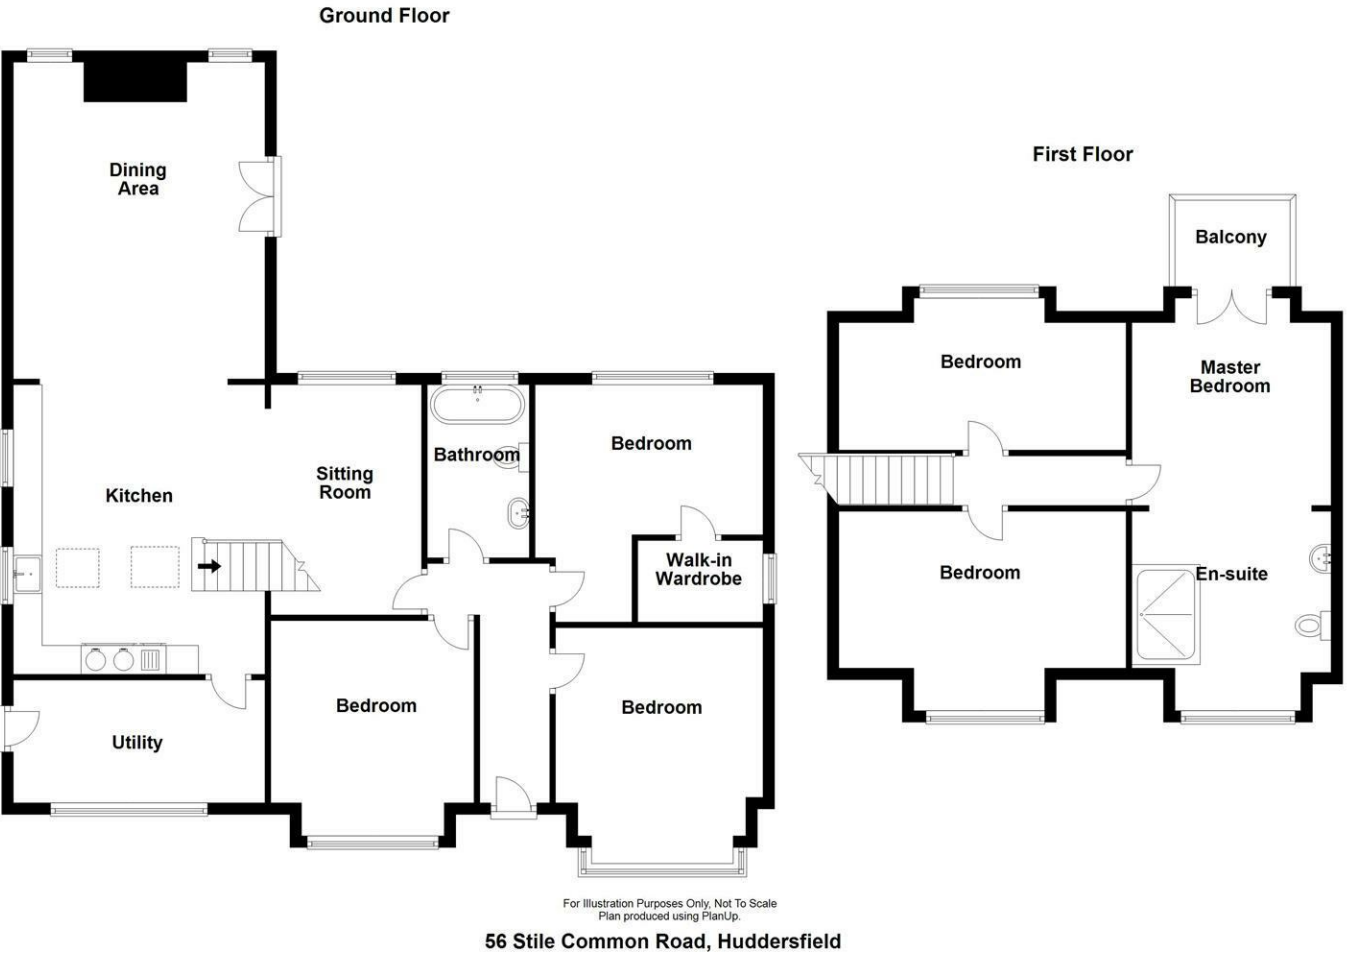 Ground Floor
Dining
Area
Kitchen
Sitting
Room
Bathroom
Bedroom
Walk-in
Wardrobe
Utility
Bedroom
Bedroom
First Floor
Balcony
Bedroom
Master
Bedroom
Bedroom
En-suite
For Illustration Purposes Only, Not To Scale
Plan produced using PlanUp.
56 Stile Common Road, Huddersfield